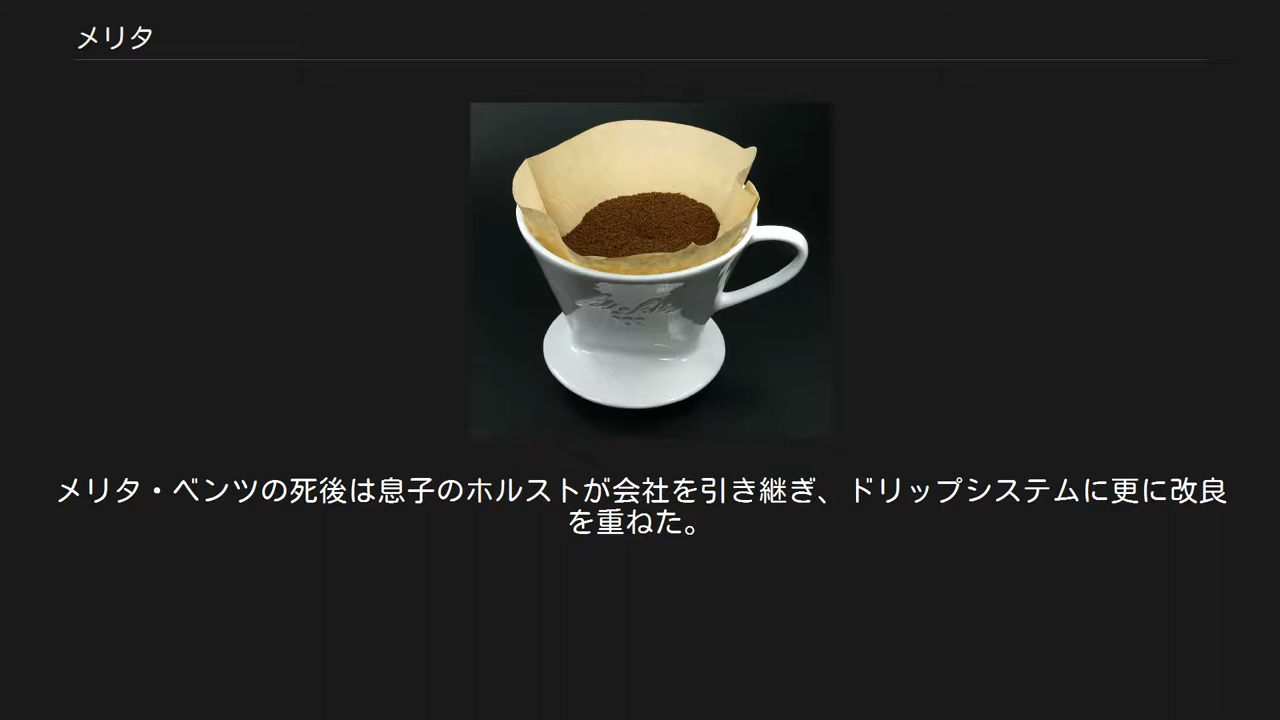 メリタ
メリタ・ベンツの死後は息子のホルストが会社を引き継ぎ、ドリップシステムに更に改良
を重ねた。